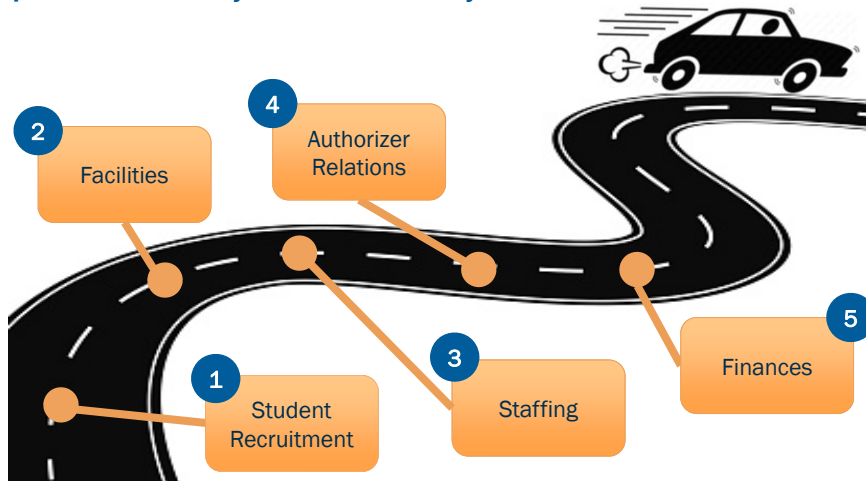 1
Student
Recruitment
2
Facilities
3
Staffing
4
Authorizer
Relations
5
Finances